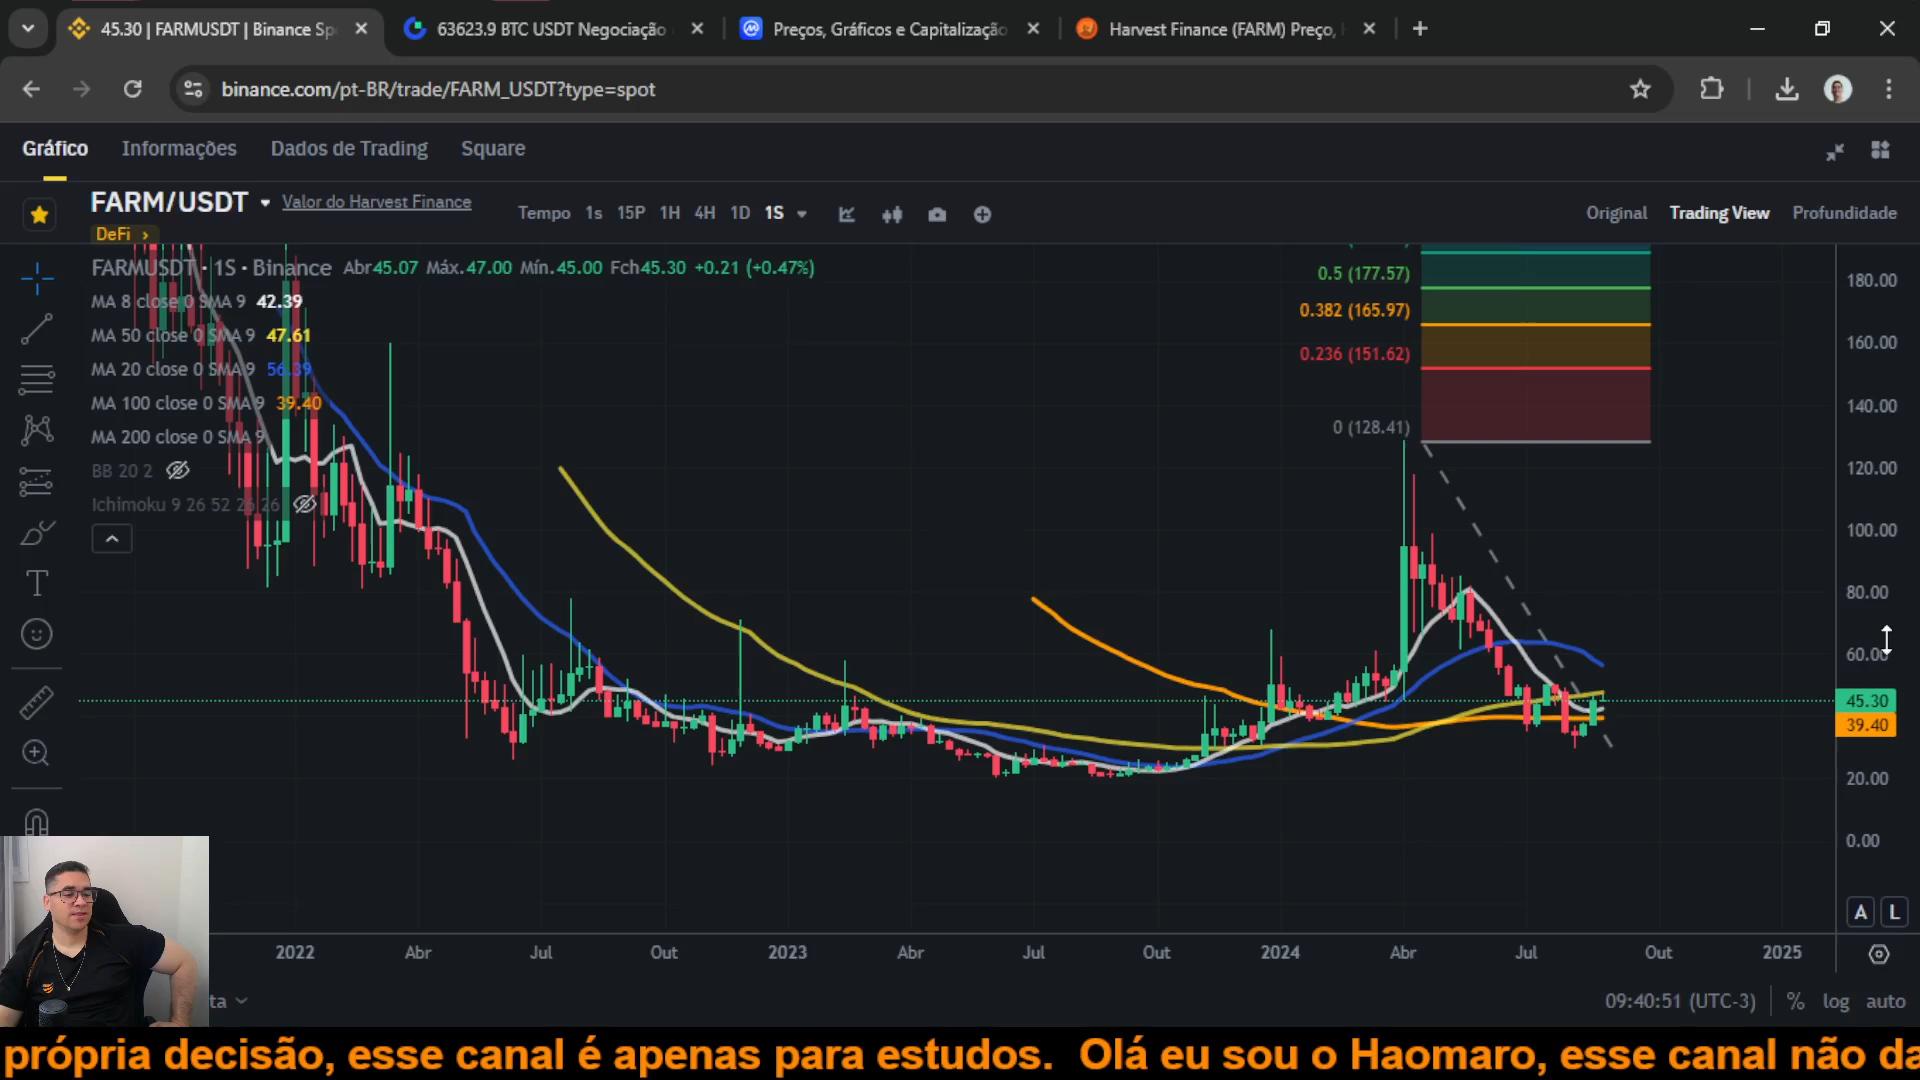 45.30 | FARMUSDT | Binance Sp
63623.9 BTC USDT Negociação
Preços, Gráficos e Capitalização
Harvest Finance (FARM) Preço,
binance.com/pt-BR/trade/FARM_USDT?type=spot
Gráfico
Informações
Dados de Trading
Square
FARM/USDT
Valor do Harvest Finance
DeFi
Tempo 1s 15P 1H 4H 1D 1S
Original
Trading View
Profundidade
FARMUSDT · 1S · Binance Abr45.07 Máx.47.00 Mín.45.00 Fch45.30 +0.21 (+0.47%)
MA 8 close 0 SMA 9 42.39
MA 50 close 0 SMA 9 47.61
MA 20 close 0 SMA 9 56.39
MA 100 close 0 SMA 9 39.40
MA 200 close 0 SMA 9
BB 20 2
Ichimoku 9 26 52 26 26
0.5 (177.57)
0.382 (165.97)
0.236 (151.62)
0 (128.41)
180.00
160.00
140.00
120.00
100.00
80.00
60.00
45.30
39.40
20.00
0.00
A L
2022 Abr Jul Out 2023 Abr Jul Out 2024 Abr Jul Out 2025
ta
09:40:51 (UTC-3) % log auto
própria decisão, esse canal é apenas para estudos. Olá eu sou o Haomaro, esse canal não da